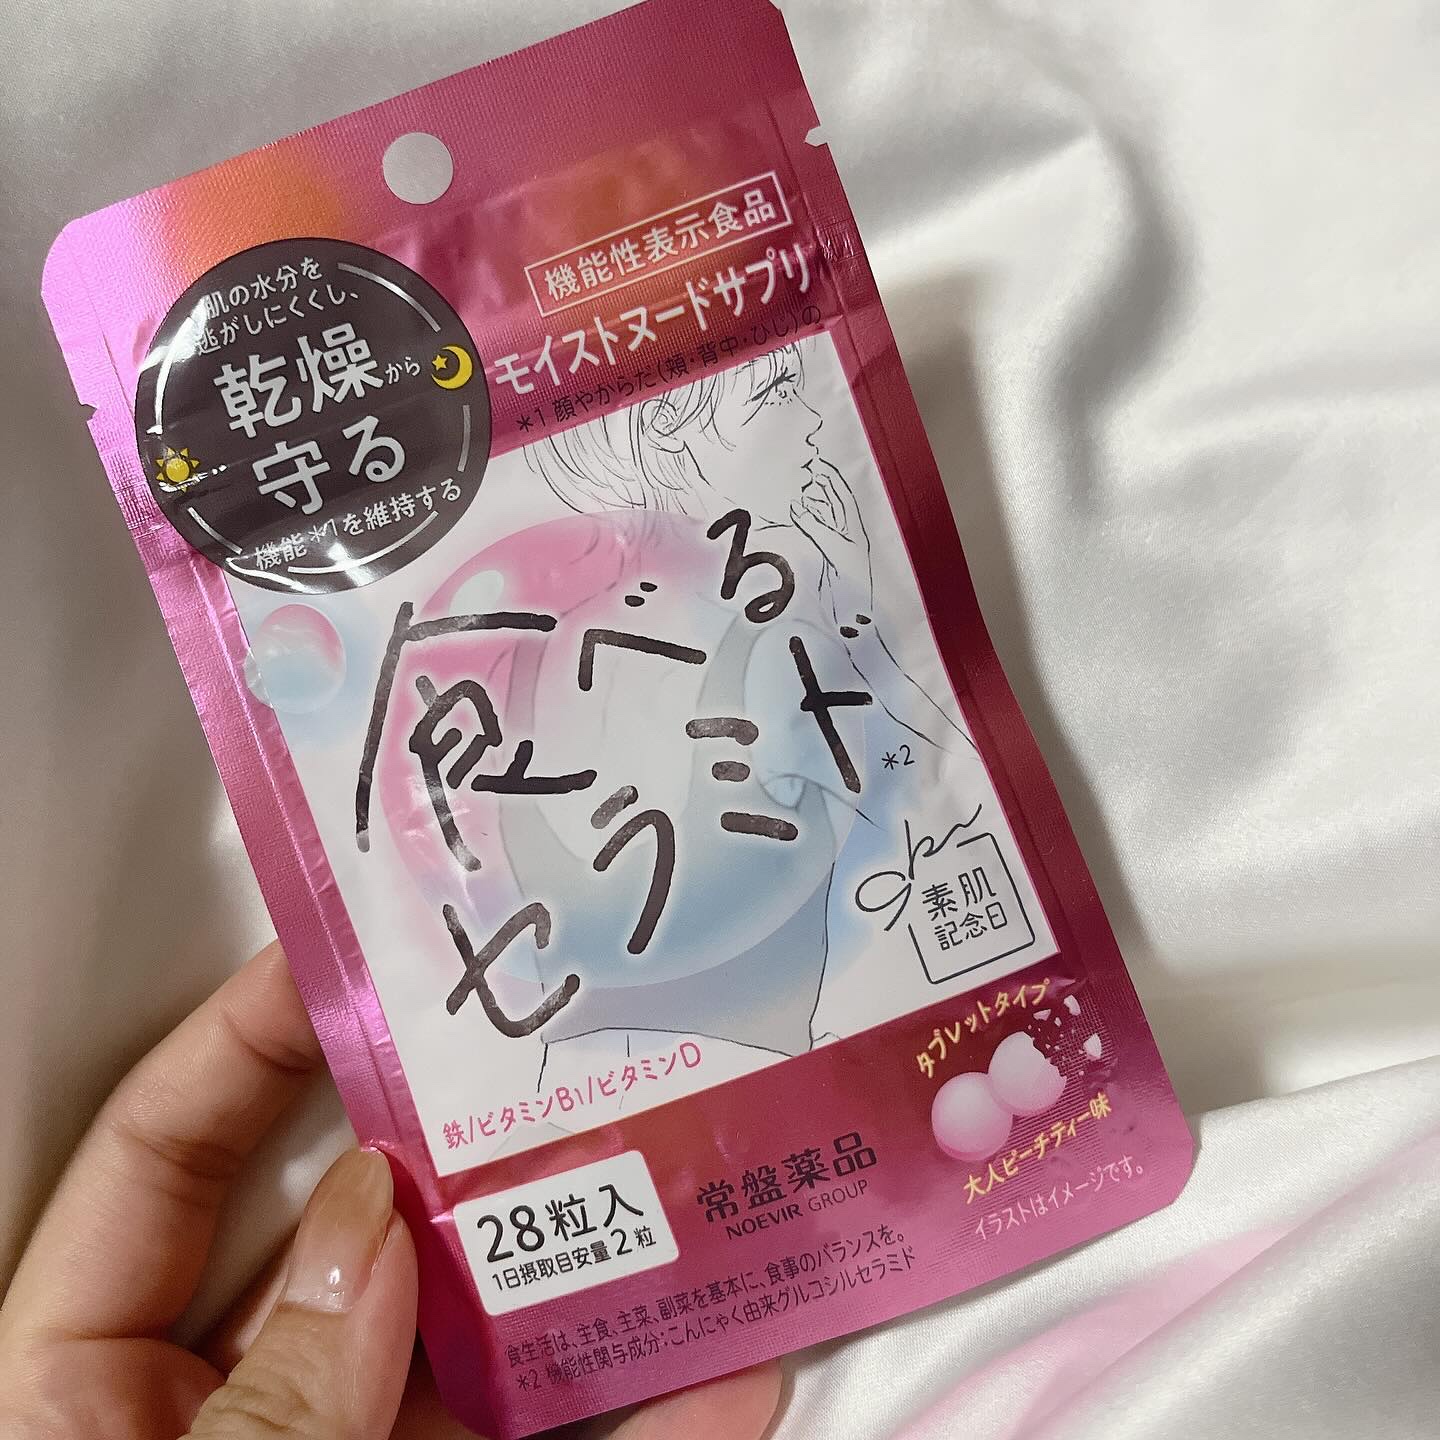 機能性表示食品
モイストヌードサプリ
*1 顔やからだ(頬・背中・ひじ)の
肌の水分を
逃がしにくくし、
乾燥から
守る
機能*1を維持する
食べる
セラミド
*2
素肌
記念日
鉄/ビタミンB1/ビタミンD
タブレットタイプ
大人ピーチティー味
イラストはイメージです。
28粒入
1日摂取目安量2粒
常盤薬品
NOEVIR GROUP
食生活は、主食、主菜、副菜を基本に、食事のバランスを。
*2 機能性関与成分:こんにゃく由来グルコシルセラミド